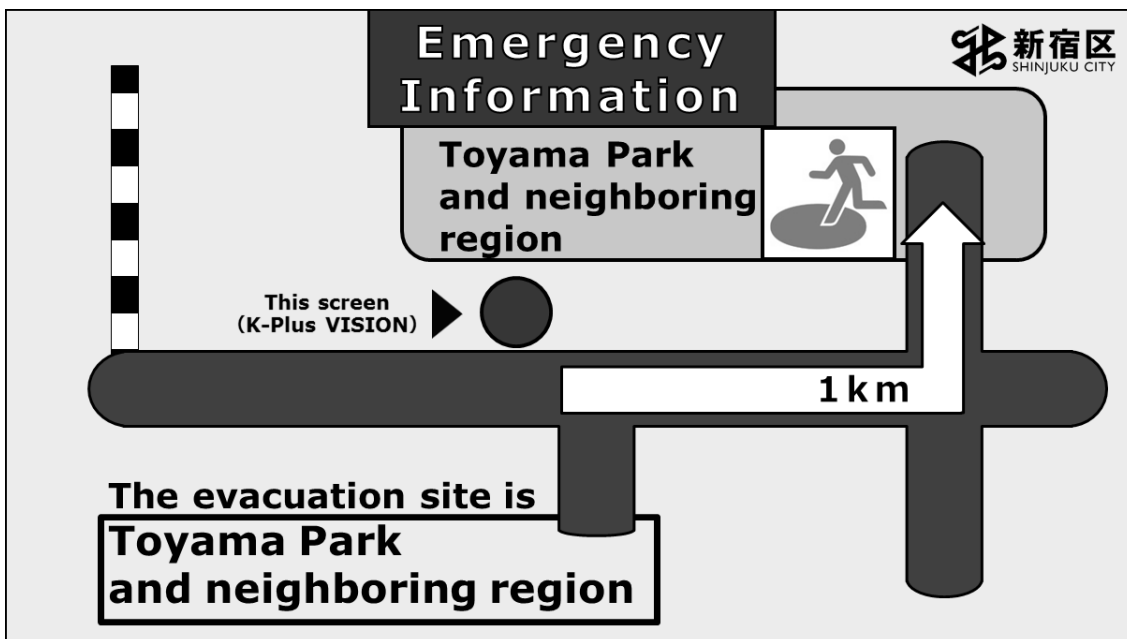 Emergency
Information
新宿区
SHINJUKU CITY
Toyama Park
and neighboring
region
This screen
(K-Plus VISION)
1km
The evacuation site is
Toyama Park
and neighboring region